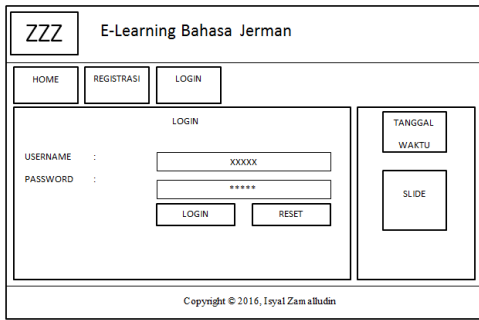 ZZZ E-Learning Bahasa Jerman
HOME REGISTRASI LOGIN
LOGIN
USERNAME : XXXXX
PASSWORD : *****
LOGIN RESET
TANGGAL
WAKTU
SLIDE
Copyright © 2016, Isyal Zamalludin